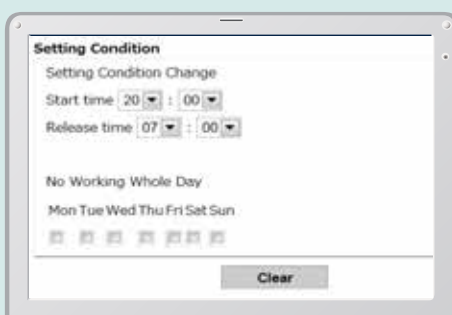 Setting Condition
Setting Condition Change
Start time 20 : 00
Release time 07 : 00
No Working Whole Day
Mon Tue Wed Thu Fri Sat Sun
Clear